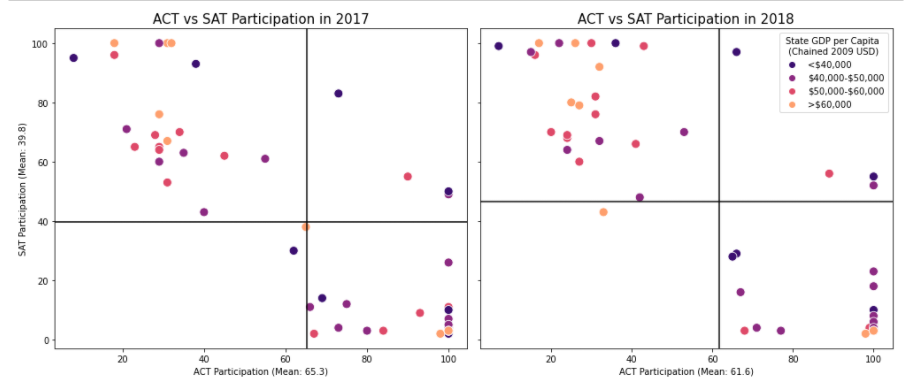 ACT vs SAT Participation in 2017
SAT Participation (Mean: 39.8)
100
80
60
40
20
0
20
40
60
80
100
ACT Participation (Mean: 65.3)
ACT vs SAT Participation in 2018
State GDP per Capita
(Chained 2009 USD)
<$40,000
$40,000-$50,000
$50,000-$60,000
>$60,000
20
40
60
80
100
ACT Participation (Mean: 61.6)